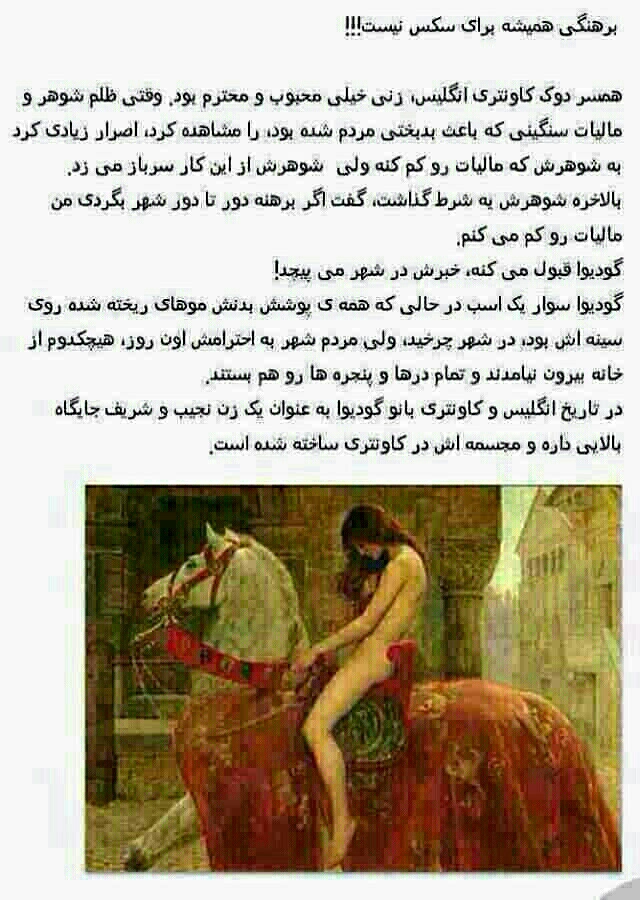 برهنگی همیشه برای سکس نیست!!!
همسر دوک کاونتری انگلیس، زنی خیلی محبوب و محترم بود. وقتی ظلم شوهر و
مالیات سنگینی که باعث بدبختی مردم شده بود، را مشاهده کرد، اصرار زیادی کرد
به شوهرش که مالیات رو کم کنه ولی شوهرش از این کار سرباز می زد.
بالاخره شوهرش یه شرط گذاشت، گفت اگر برهنه دور تا دور شهر بگردی من
مالیات رو کم می کنم.
گودیوا قبول می کنه، خبرش در شهر می پیچد!
گودیوا سوار یک اسب در حالی که همه ی پوشش بدنش موهای ریخته شده روی
سینه اش بود، در شهر چرخید، ولی مردم شهر به احترامش اون روز، هیچکدوم از
خانه بیرون نیامدند و تمام درها و پنجره ها رو هم بستند.
در تاریخ انگلیس و کاونتری بانو گودیوا به عنوان یک زن نجیب و شریف جایگاه
بالایی داره و مجسمه اش در کاونتری ساخته شده است.